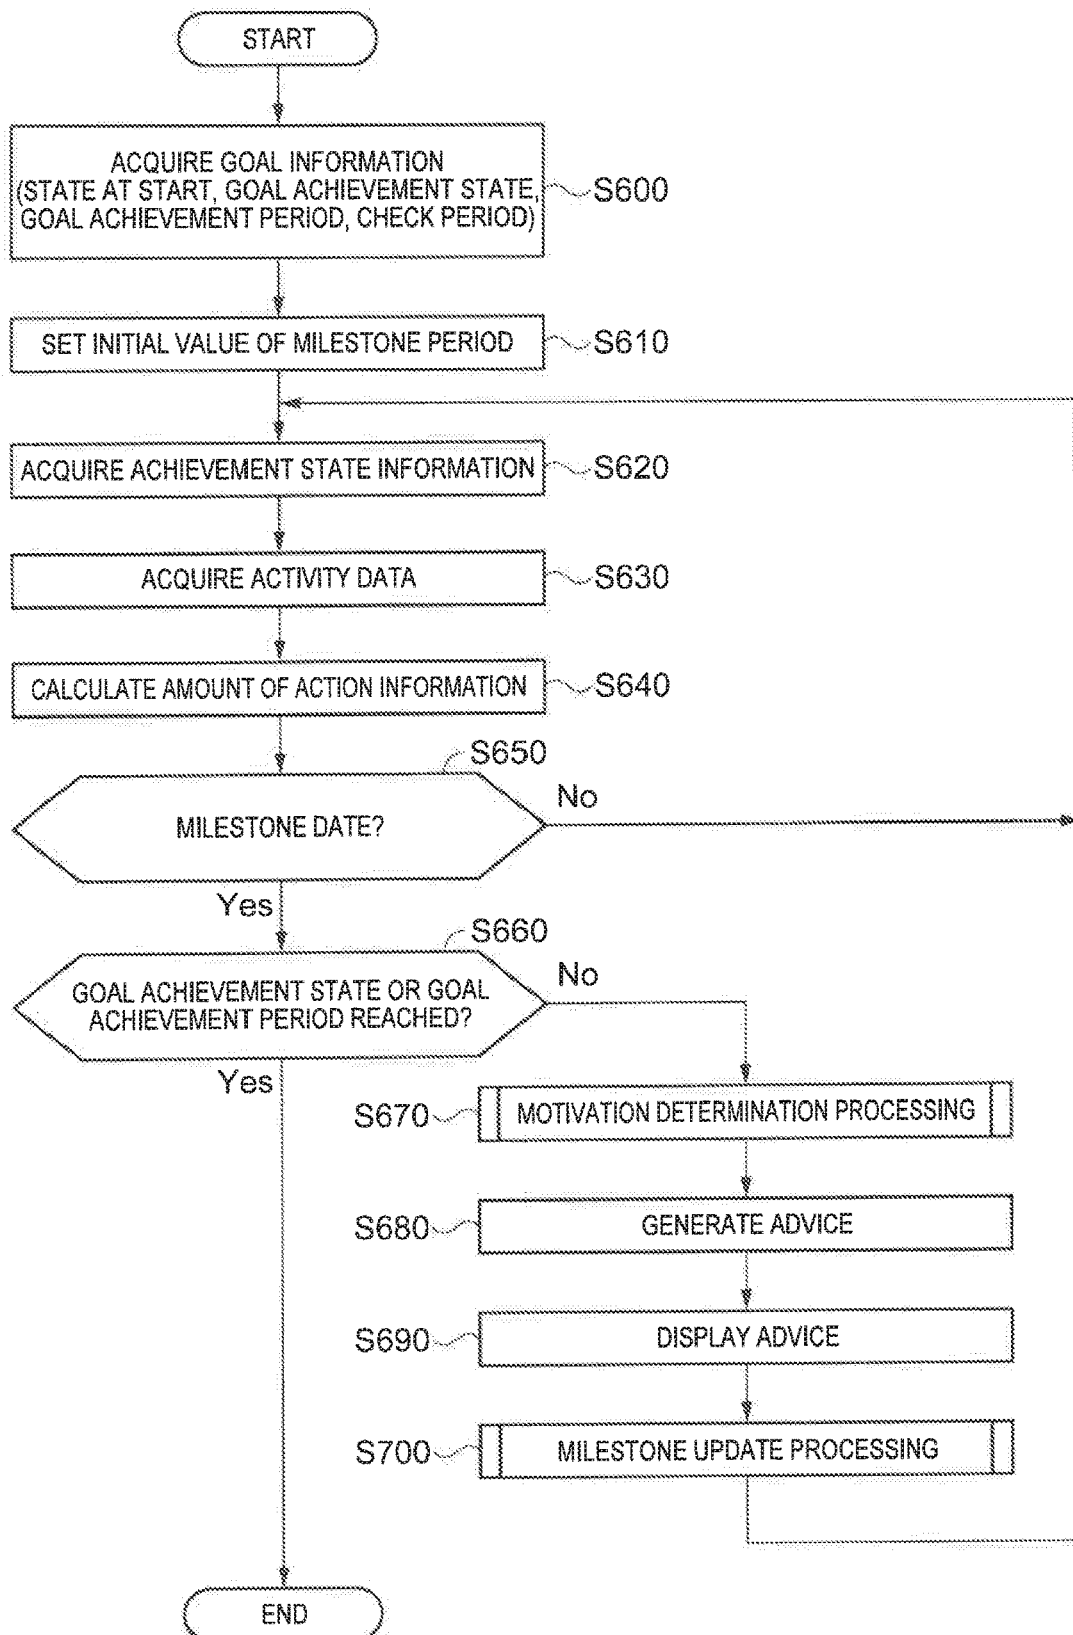 START
ACQUIRE GOAL INFORMATION
(STATE AT START, GOAL ACHIEVEMENT STATE,
GOAL ACHIEVEMENT PERIOD, CHECK PERIOD)
S600
SET INITIAL VALUE OF MILESTONE PERIOD
S610
ACQUIRE ACHIEVEMENT STATE INFORMATION
S620
ACQUIRE ACTIVITY DATA
S630
CALCULATE AMOUNT OF ACTION INFORMATION
S640
S650
MILESTONE DATE?
No
Yes
S660
GOAL ACHIEVEMENT STATE OR GOAL
ACHIEVEMENT PERIOD REACHED?
No
Yes
S670
MOTIVATION DETERMINATION PROCESSING
S680
GENERATE ADVICE
S690
DISPLAY ADVICE
S700
MILESTONE UPDATE PROCESSING
END